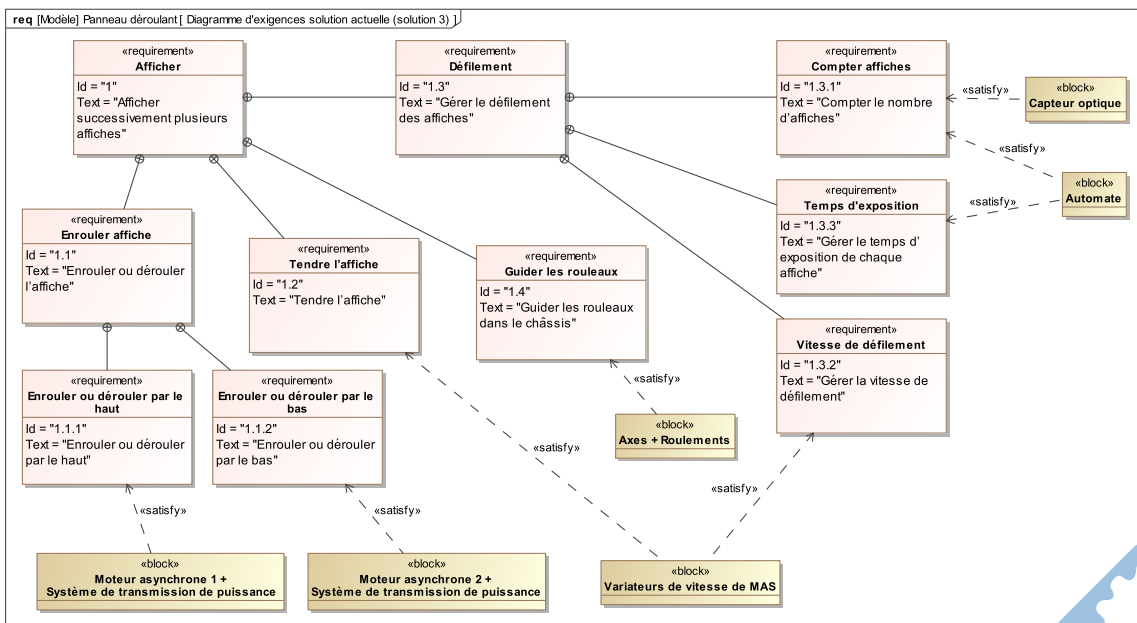 req [Modèle] Panneau déroulant [ Diagramme d'exigences solution actuelle (solution 3) ]
«requirement»
Afficher
Id = "1"
Text = "Afficher
successivement plusieurs
affiches"
«requirement»
Défilement
Id = "1.3"
Text = "Gérer le défilement
des affiches"
«requirement»
Compter affiches
Id = "1.3.1"
Text = "Compter le nombre
d'affiches"
«satisfy»
«block»
Capteur optique
«satisfy»
«block»
Automate
«satisfy»
«requirement»
Temps d'exposition
Id = "1.3.3"
Text = "Gérer le temps d'
exposition de chaque
affiche"
«requirement»
Enrouler affiche
Id = "1.1"
Text = "Enrouler ou dérouler
l'affiche"
«requirement»
Tendre l'affiche
Id = "1.2"
Text = "Tendre l'affiche"
«requirement»
Guider les rouleaux
Id = "1.4"
Text = "Guider les rouleaux
dans le châssis"
«requirement»
Vitesse de défilement
Id = "1.3.2"
Text = "Gérer la vitesse de
défilement"
«requirement»
Enrouler ou dérouler par le
haut
Id = "1.1.1"
Text = "Enrouler ou dérouler
par le haut"
«requirement»
Enrouler ou dérouler par le
bas
Id = "1.1.2"
Text = "Enrouler ou dérouler
par le bas"
«satisfy»
«block»
Axes + Roulements
«satisfy»
«satisfy»
«satisfy»
«satisfy»
«block»
Moteur asynchrone 1 +
Système de transmission de puissance
«block»
Moteur asynchrone 2 +
Système de transmission de puissance
«block»
Variateurs de vitesse de MAS